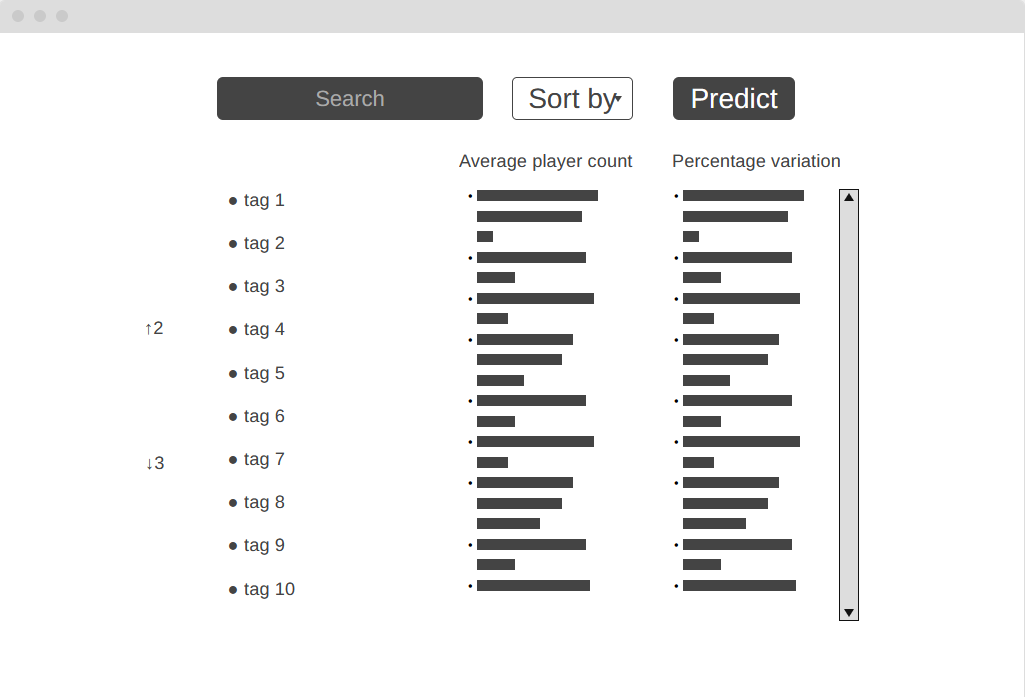 Search
Sort by
Predict
Average player count
Percentage variation
tag 1
tag 2
tag 3
↑2
tag 4
tag 5
tag 6
↓3
tag 7
tag 8
tag 9
tag 10